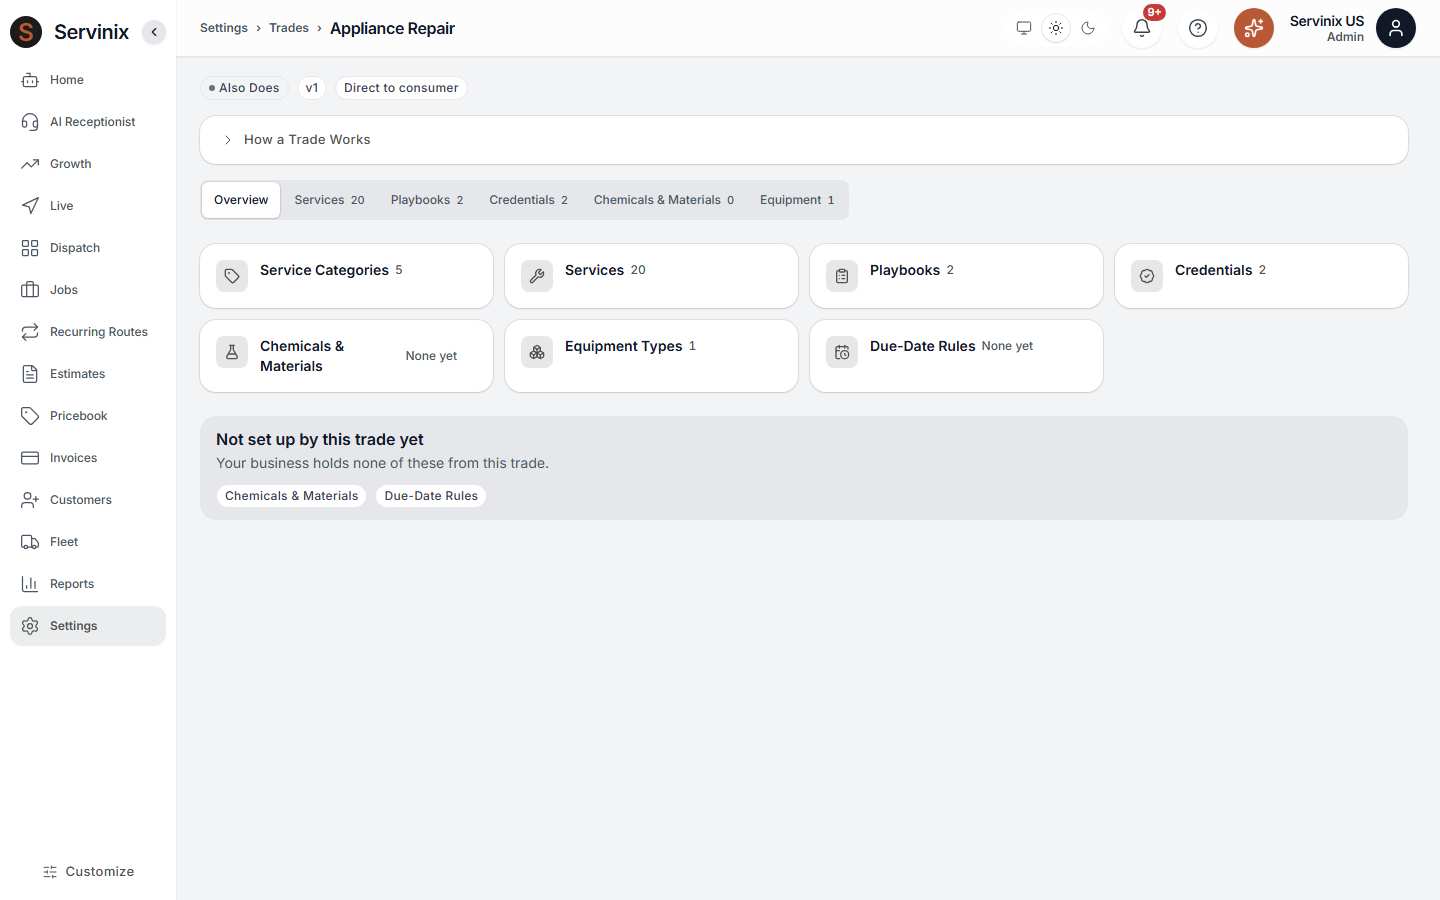 S
Servinix
Settings › Trades › Appliance Repair
9+
Servinix US
Admin
Home
AI Receptionist
Growth
Live
Dispatch
Jobs
Recurring Routes
Estimates
Pricebook
Invoices
Customers
Fleet
Reports
Settings
Customize
Also Does
v1
Direct to consumer
How a Trade Works
Overview
Services 20
Playbooks 2
Credentials 2
Chemicals & Materials 0
Equipment 1
Service Categories 5
Services 20
Playbooks 2
Credentials 2
Chemicals &
Materials
None yet
Equipment Types 1
Due-Date Rules None yet
Not set up by this trade yet
Your business holds none of these from this trade.
Chemicals & Materials
Due-Date Rules